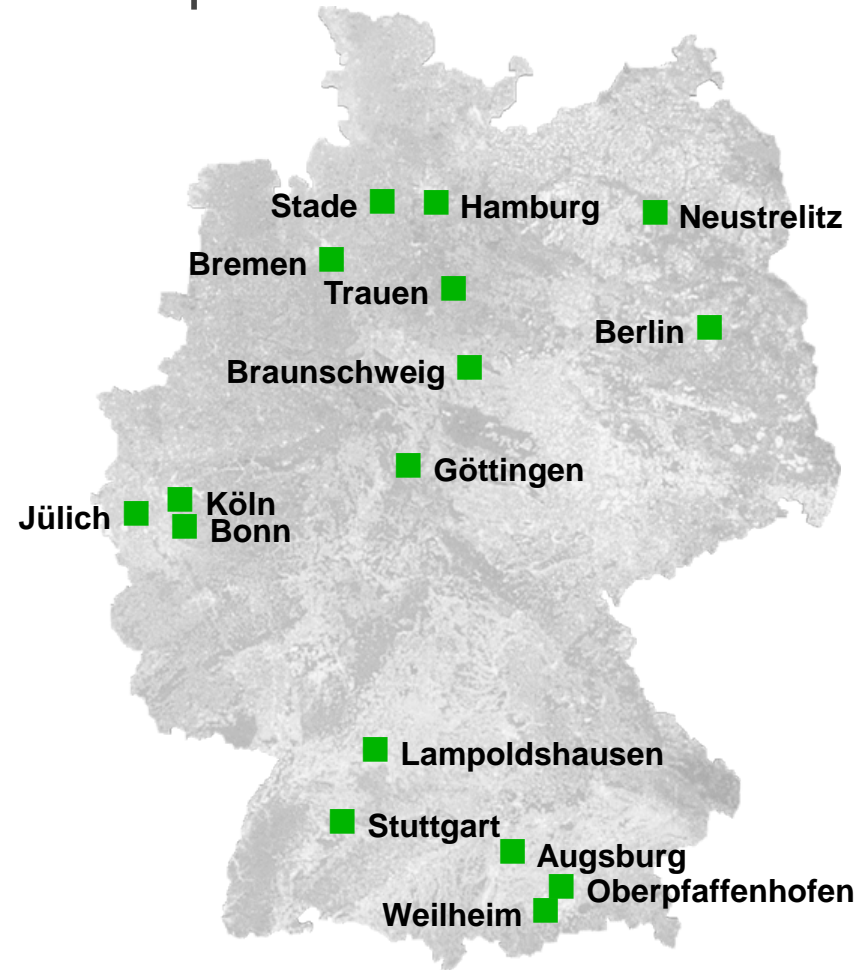 Stade
Hamburg
Neustrelitz
Bremen
Trauen
Berlin
Braunschweig
Göttingen
Köln
Jülich
Bonn
Lampoldshausen
Stuttgart
Augsburg
Oberpfaffenhofen
Weilheim